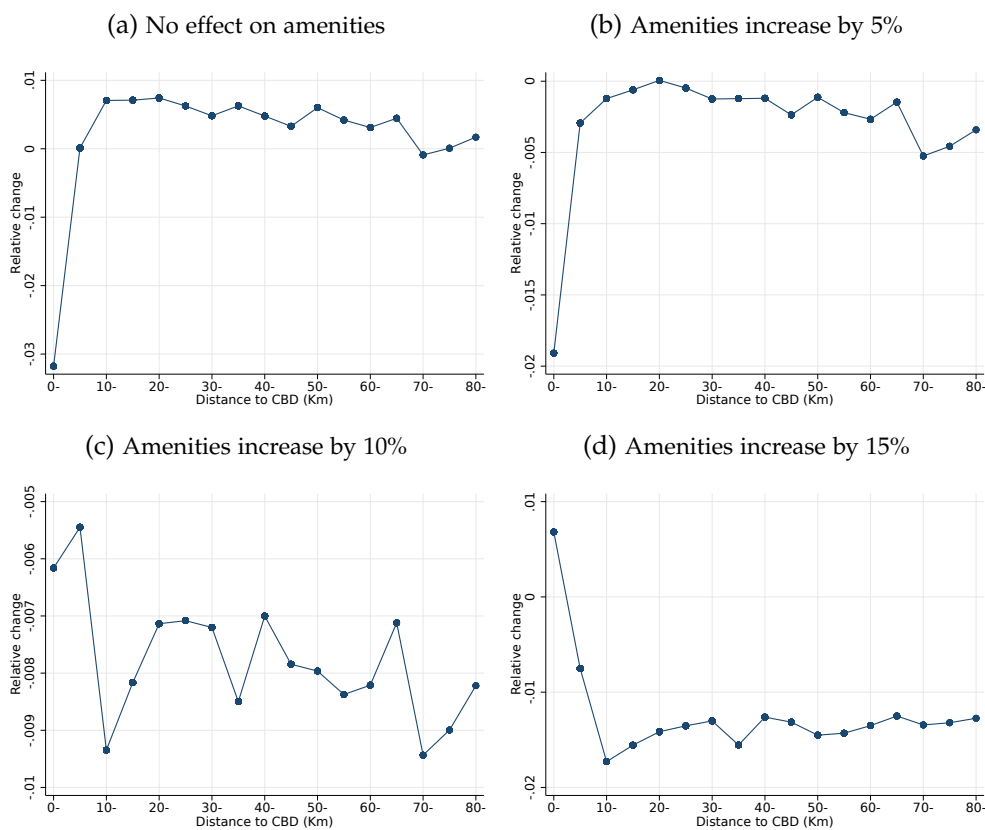 (a) No effect on amenities
.01
0
-.01
-.02
-.03
Relative change
0- 10- 20- 30- 40- 50- 60- 70- 80-
Distance to CBD (Km)
(b) Amenities increase by 5%
0
-.005
-.01
-.015
-.02
Relative change
0- 10- 20- 30- 40- 50- 60- 70- 80-
Distance to CBD (Km)
(c) Amenities increase by 10%
-.005
-.006
-.007
-.008
-.009
-.01
Relative change
0- 10- 20- 30- 40- 50- 60- 70- 80-
Distance to CBD (Km)
(d) Amenities increase by 15%
.01
0
-.01
-.02
Relative change
0- 10- 20- 30- 40- 50- 60- 70- 80-
Distance to CBD (Km)